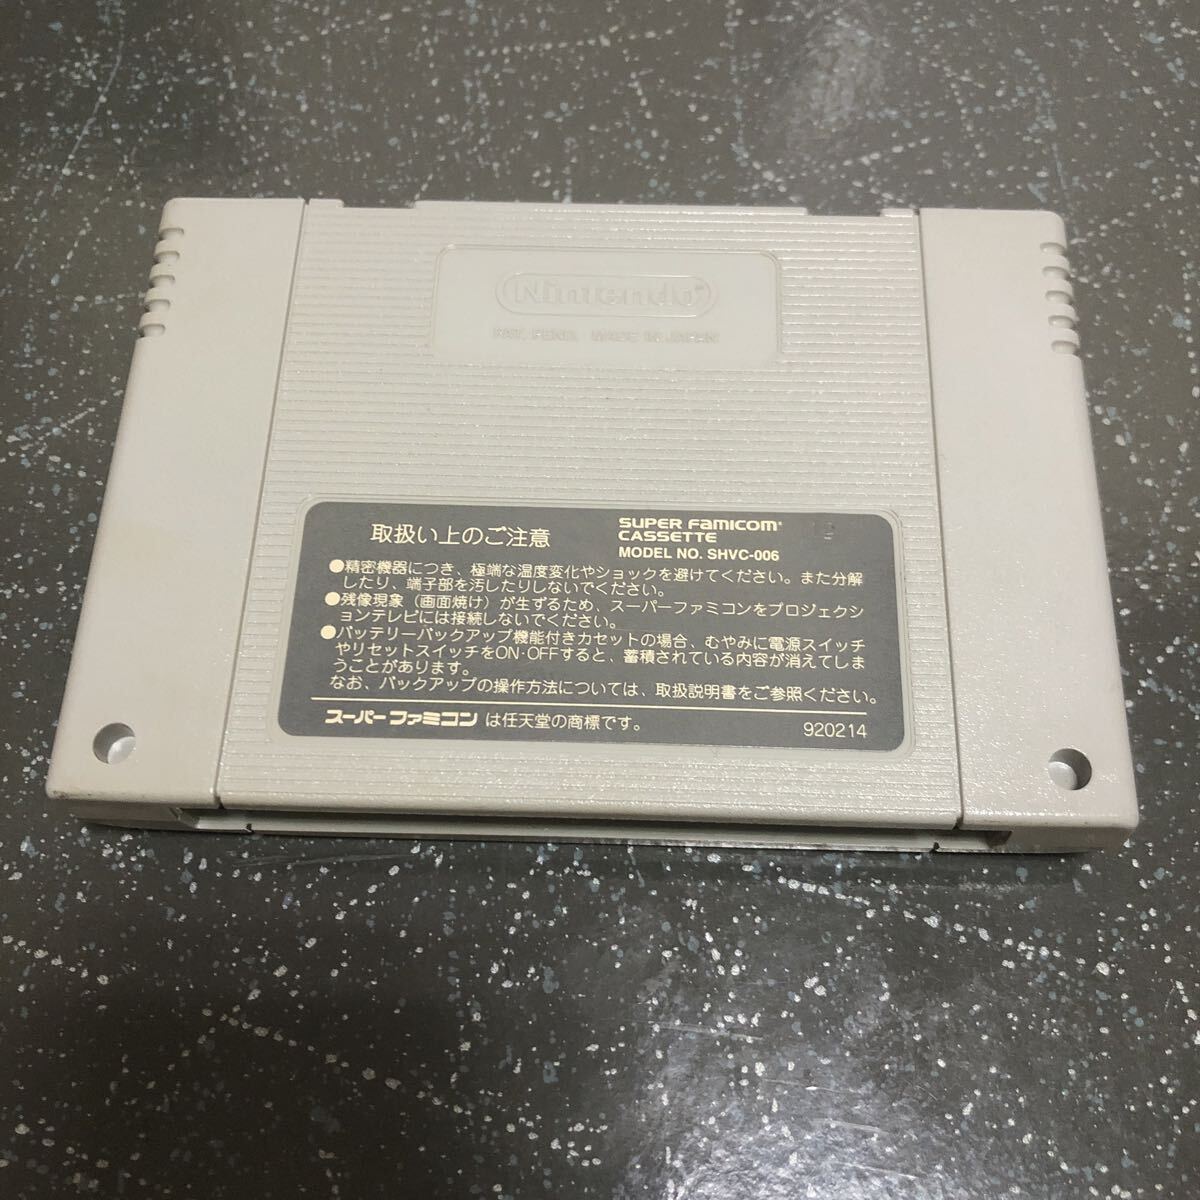 Nintendo
PAT. PEND. MADE IN JAPAN
取扱い上のご注意
SUPER FAMICOM
CASSETTE
MODEL NO. SHVC-006
●精密機器につき、極端な温度変化やショックを避けてください。また分解
したり、端子部を汚したりしないでください。
●残像現象（画面焼け）が生ずるため、スーパーファミコンをプロジェクシ
ョンテレビには接続しないでください。
●バッテリーバックアップ機能付きカセットの場合、むやみに電源スイッチ
やリセットスイッチをON・OFFすると、蓄積されている内容が消えてしま
うことがあります。
なお、バックアップの操作方法については、取扱説明書をご参照ください。
スーパーファミコンは任天堂の商標です。
920214